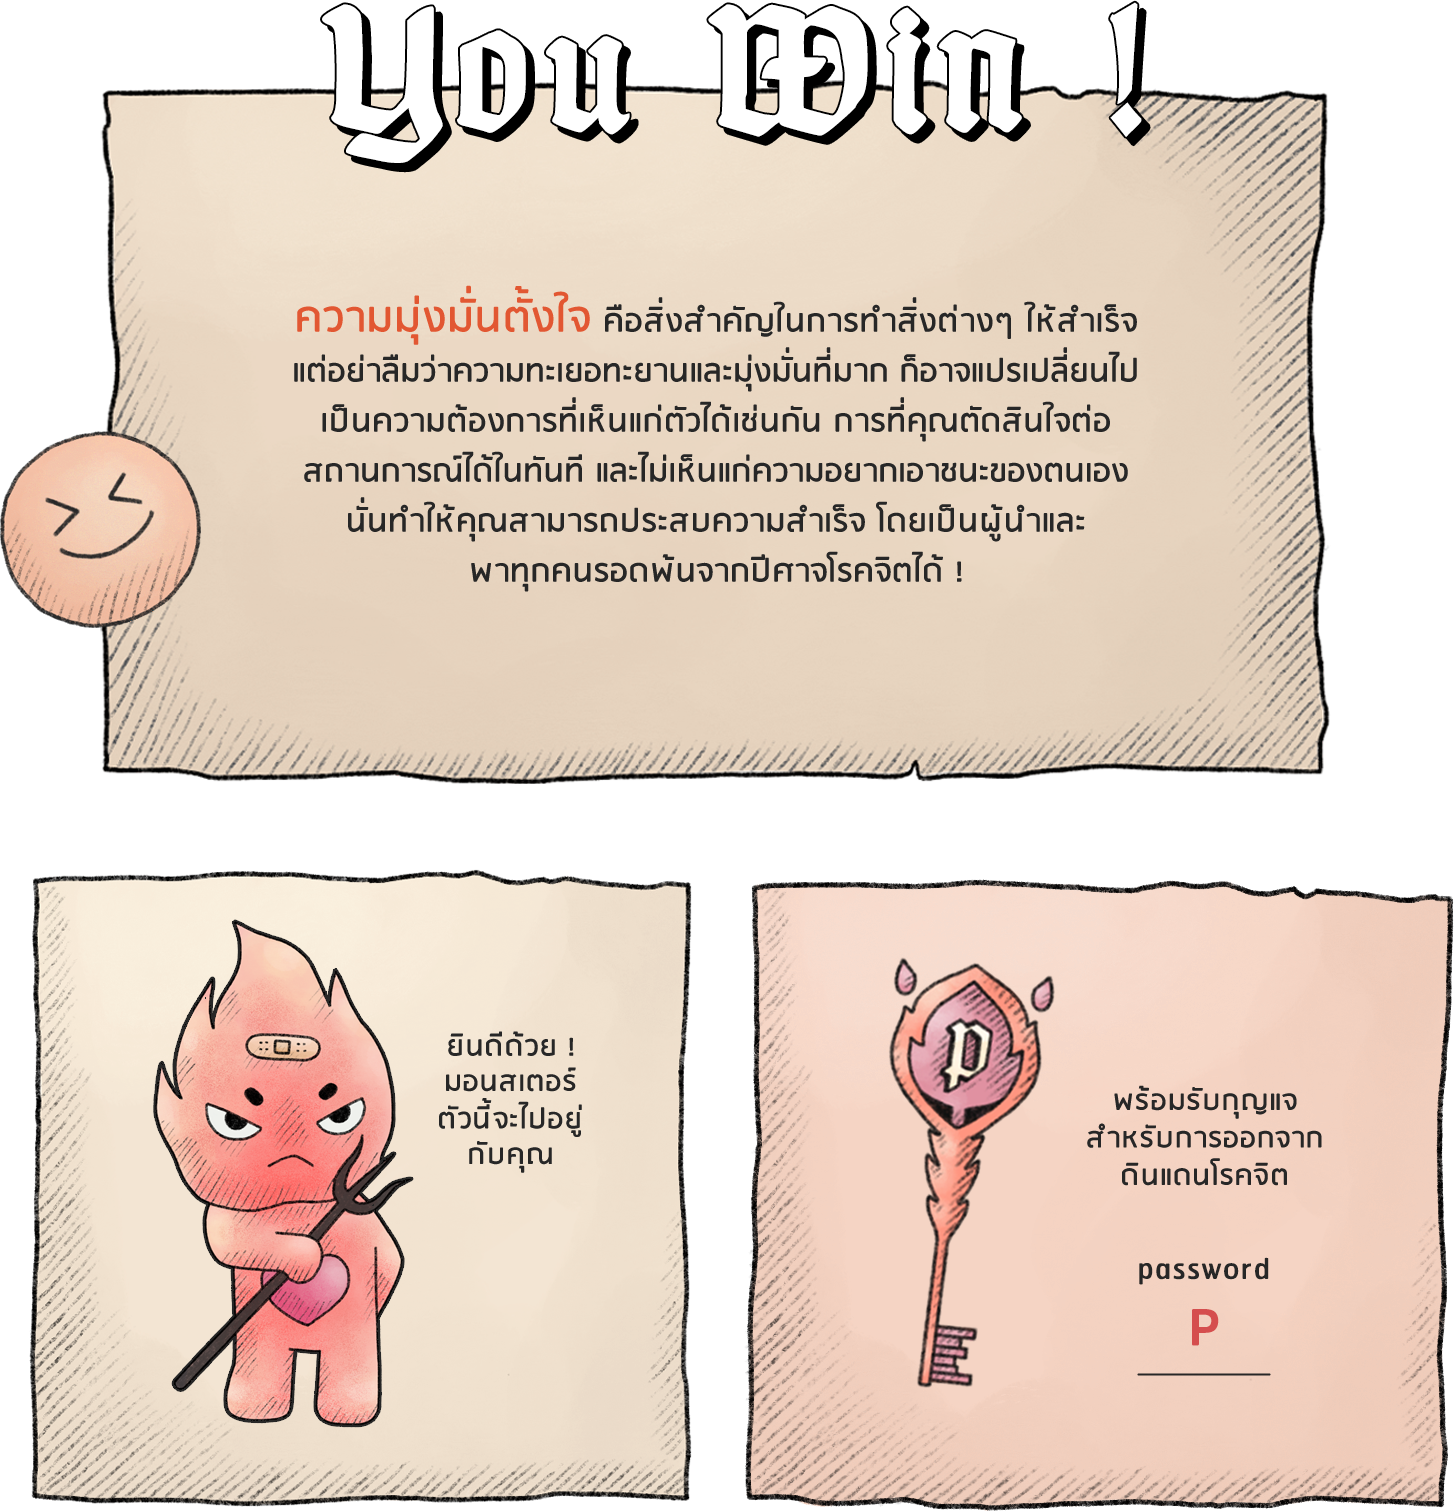 You Win !
ความมุ่งมั่นตั้งใจ คือสิ่งสำคัญในการทำสิ่งต่างๆ ให้สำเร็จ
แต่อย่าลืมว่าความทะเยอทะยานและมุ่งมั่นที่มาก ก็อาจแปรเปลี่ยนไป
เป็นความต้องการที่เห็นแก่ตัวได้เช่นกัน การที่คุณตัดสินใจต่อ
สถานการณ์ได้ในทันที และไม่เห็นแก่ความอยากเอาชนะของตนเอง
นั่นทำให้คุณสามารถประสบความสำเร็จ โดยเป็นผู้นำและ
พาทุกคนรอดพ้นจากปีศาจโรคจิตได้ !
ยินดีด้วย !
มอนสเตอร์
ตัวนี้จะไปอยู่
กับคุณ
P
พร้อมรับกุญแจ
สำหรับการออกจาก
ดินแดนโรคจิต
password
P